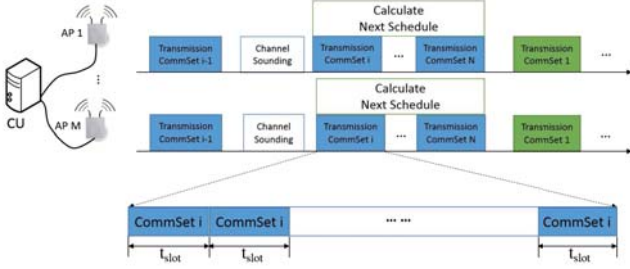 AP 1
⋮
AP M
CU
Calculate
Next Schedule
Transmission
CommSet i-1
Channel
Sounding
Transmission
CommSet i
...
Transmission
CommSet N
Transmission
CommSet 1
...
Calculate
Next Schedule
Transmission
CommSet i-1
Channel
Sounding
Transmission
CommSet i
...
Transmission
CommSet N
Transmission
CommSet 1
...
CommSet i
CommSet i
... ...
CommSet i
tslot
tslot
tslot